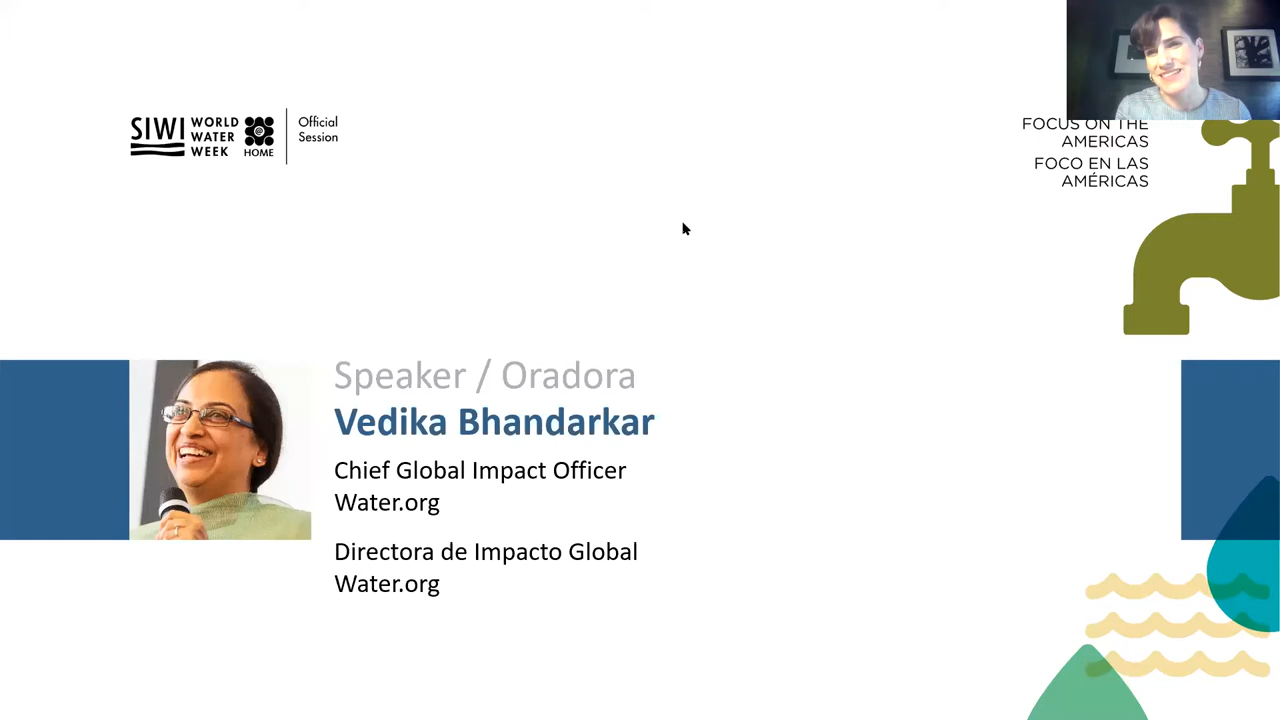 SIWI
WORLD
WATER
WEEK
@
HOME
Official
Session
FOCUS ON THE
AMERICAS
FOCO EN LAS
AMÉRICAS
Speaker / Oradora
Vedika Bhandarkar
Chief Global Impact Officer
Water.org
Directora de Impacto Global
Water.org